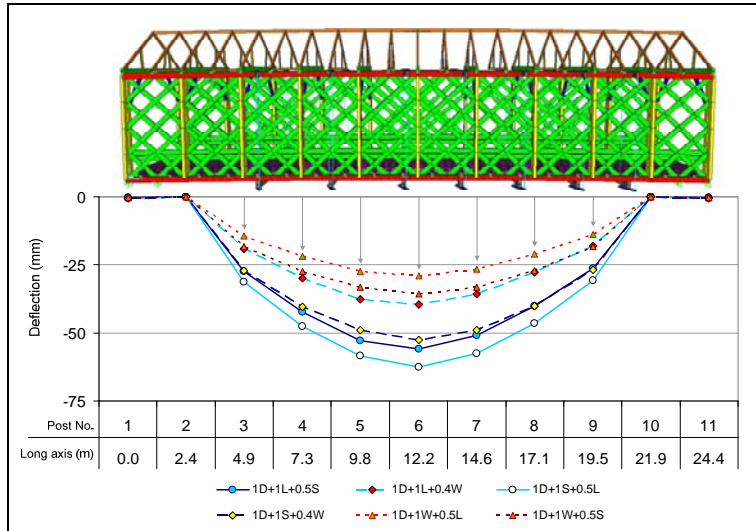 0
-25
-50
-75
Deflection (mm)
Post No. 1 2 3 4 5 6 7 8 9 10 11
Long axis (m) 0.0 2.4 4.9 7.3 9.8 12.2 14.6 17.1 19.5 21.9 24.4
1D+1L+0.5S 1D+1L+0.4W 1D+1S+0.5L
1D+1S+0.4W 1D+1W+0.5L 1D+1W+0.5S